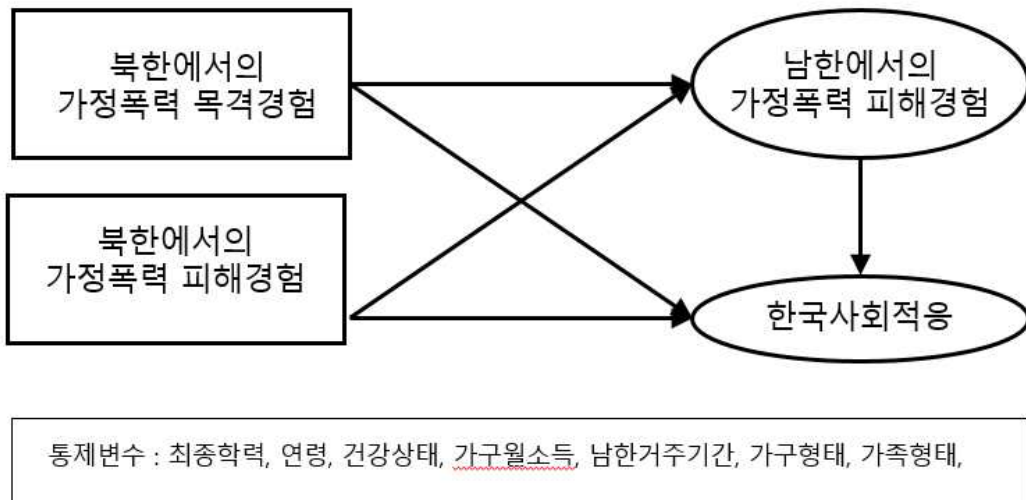 북한에서의
가정폭력 목격경험
남한에서의
가정폭력 피해경험
북한에서의
가정폭력 피해경험
한국사회적응
통제변수 : 최종학력, 연령, 건강상태, 가구월소득, 남한거주기간, 가구형태, 가족형태,